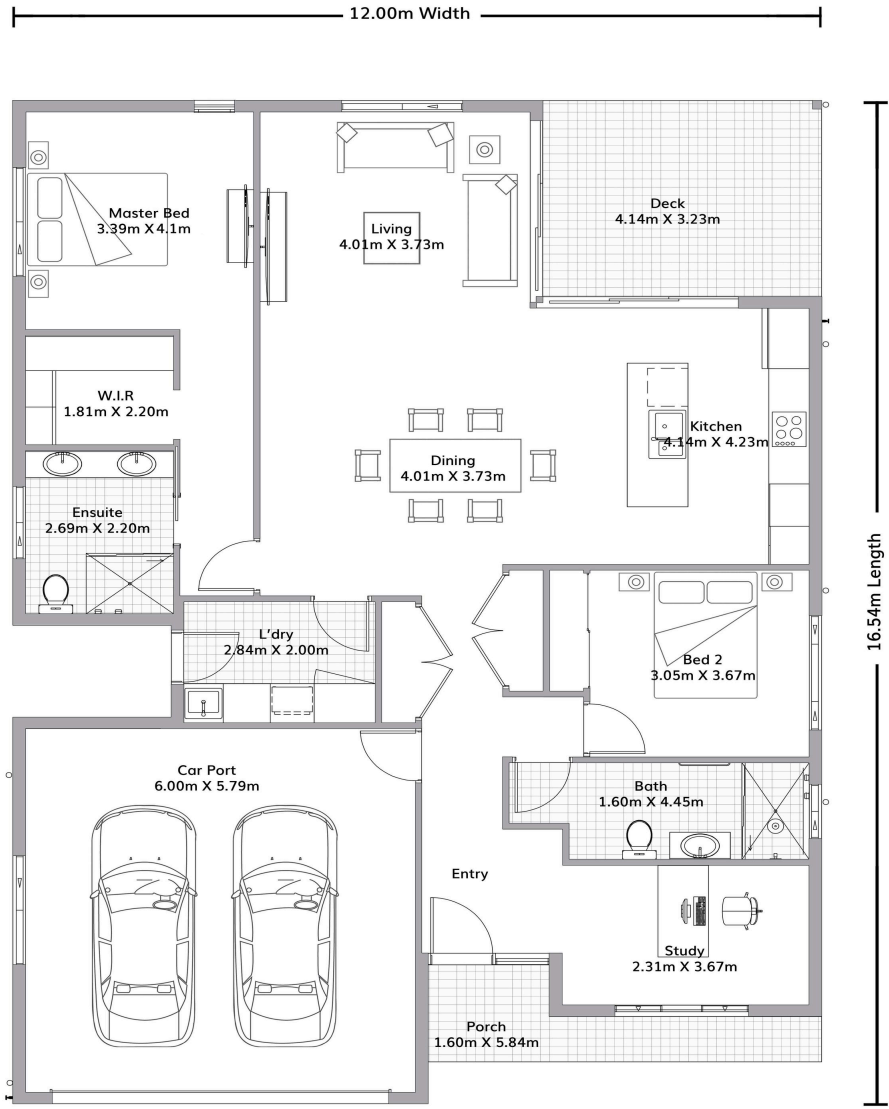 12.00m Width
Deck
4.14m X 3.23m
Master Bed
3.39m X 4.1m
Living
4.01m X 3.73m
W.I.R
1.81m X 2.20m
Kitchen
4.14m X 4.23m
Dining
4.01m X 3.73m
Ensuite
2.69m X 2.20m
16.54m Length
L'dry
2.84m X 2.00m
Bed 2
3.05m X 3.67m
Car Port
6.00m X 5.79m
Bath
1.60m X 4.45m
Entry
Study
2.31m X 3.67m
Porch
1.60m X 5.84m